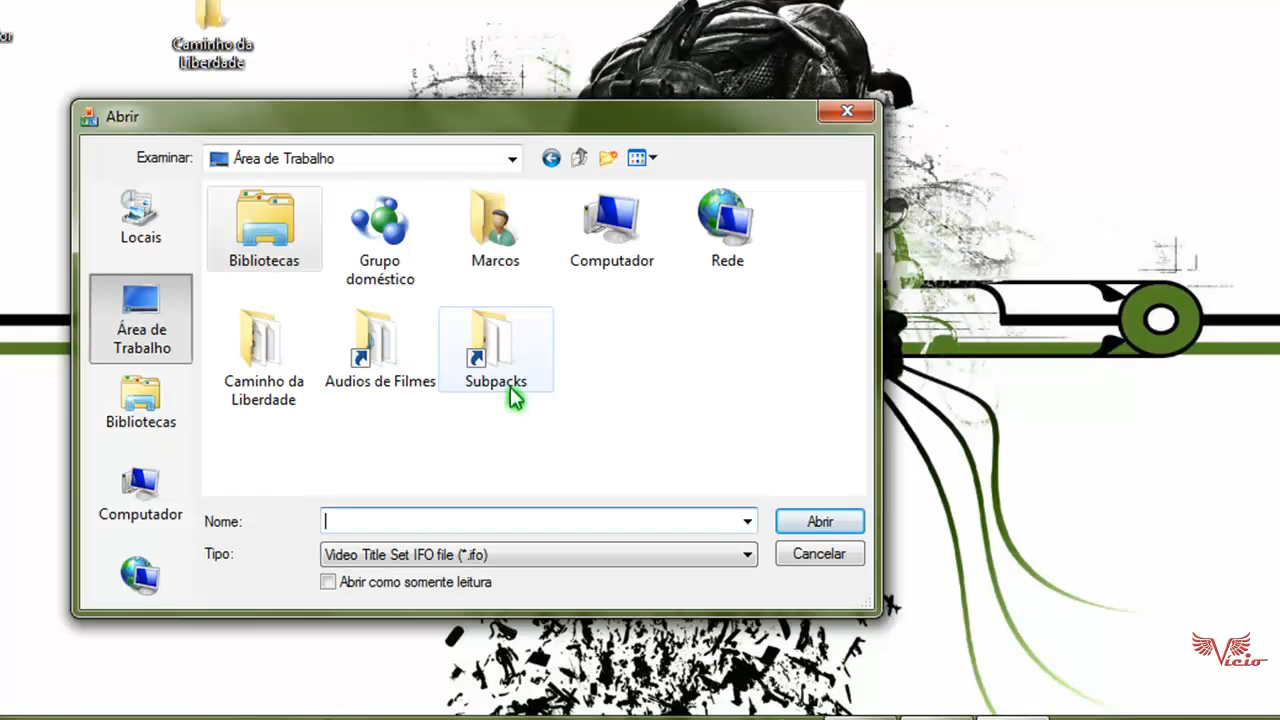 or
Caminho da
Liberdade
Abrir
Examinar:
Área de Trabalho
Locais
Área de
Trabalho
Bibliotecas
Computador
Bibliotecas
Grupo
doméstico
Marcos
Computador
Rede
Caminho da
Liberdade
Audios de Filmes
Subpacks
Nome:
Abrir
Tipo:
Video Title Set IFO file (*.ifo)
Cancelar
Abrir como somente leitura
Vício